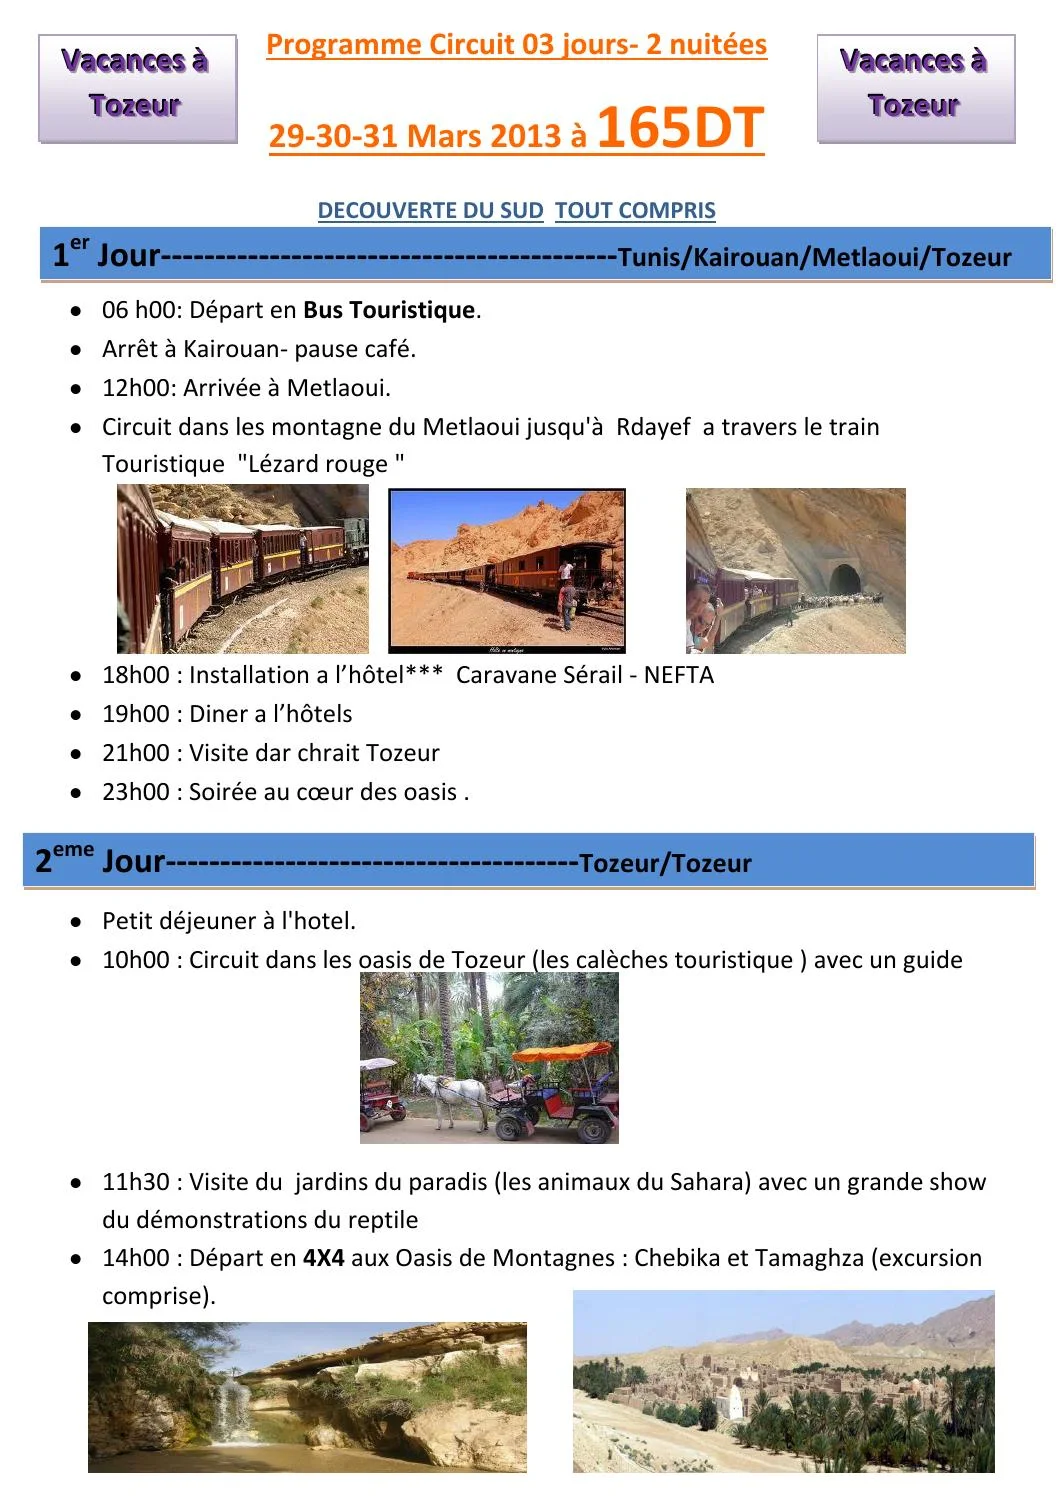 Vacances à
Tozeur
Programme Circuit 03 jours- 2 nuitées
29-30-31 Mars 2013 à 165DT
Vacances à
Tozeur
DECOUVERTE DU SUD  TOUT COMPRIS
1er Jour------------------------------------------Tunis/Kairouan/Metlaoui/Tozeur
• 06 h00: Départ en Bus Touristique.
• Arrêt à Kairouan- pause café.
• 12h00: Arrivée à Metlaoui.
• Circuit dans les montagne du Metlaoui jusqu'à  Rdayef  a travers le train
Touristique  "Lézard rouge "
• 18h00 : Installation a l’hôtel***  Caravane Sérail - NEFTA
• 19h00 : Diner a l’hôtels
• 21h00 : Visite dar chrait Tozeur
• 23h00 : Soirée au cœur des oasis .
2eme Jour--------------------------------------Tozeur/Tozeur
• Petit déjeuner à l'hotel.
• 10h00 : Circuit dans les oasis de Tozeur (les calèches touristique ) avec un guide
• 11h30 : Visite du  jardins du paradis (les animaux du Sahara) avec un grande show
du démonstrations du reptile
• 14h00 : Départ en 4X4 aux Oasis de Montagnes : Chebika et Tamaghza (excursion
comprise).